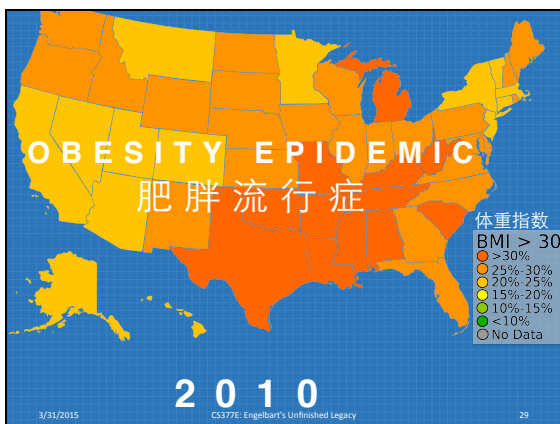 OBESITY EPIDEMIC
肥胖流行症
体重指数
BMI > 30
>30%
25%-30%
20%-25%
15%-20%
10%-15%
<10%
No Data
2010
3/31/2015
CS377E: Engelbart's Unfinished Legacy
29